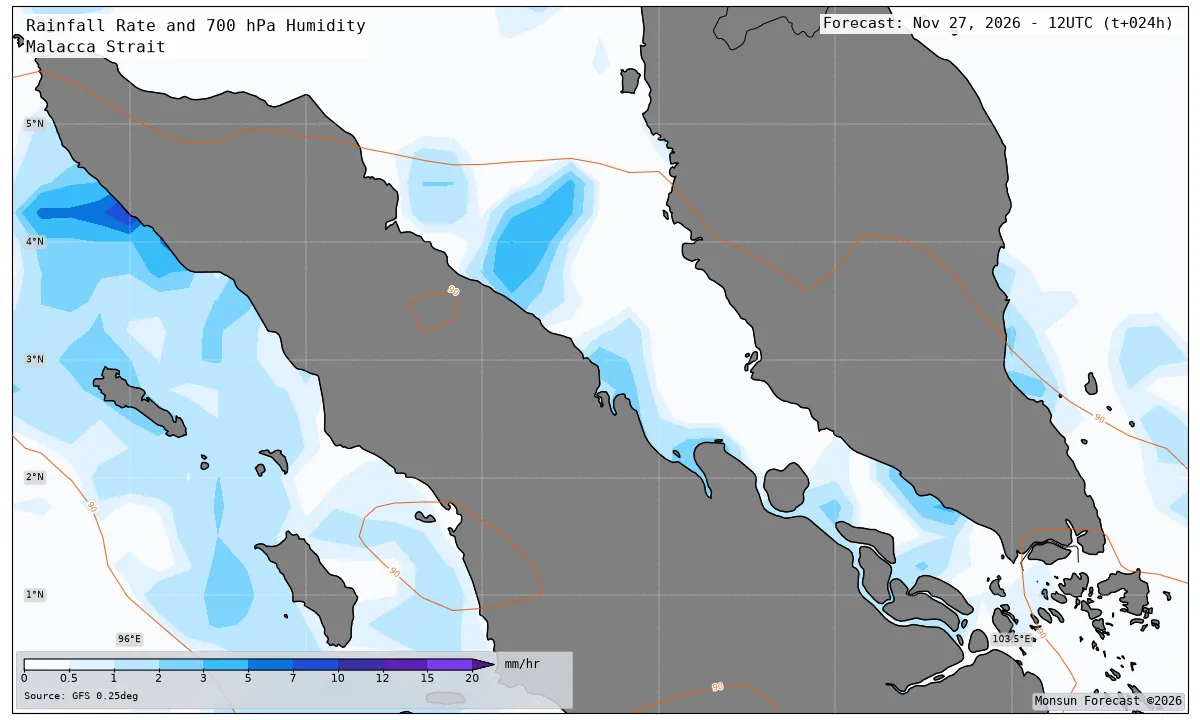 Rainfall Rate and 700 hPa Humidity
Malacca Strait
Forecast: Nov 27, 2026 - 12UTC (t+024h)
5°N
4°N
90
3°N
90
2°N
90
90
1°N
96°E
103.5°E
90
90
mm/hr
0 0.5 1 2 3 5 7 10 12 15 20
Source: GFS 0.25deg
Monsun Forecast ©2026